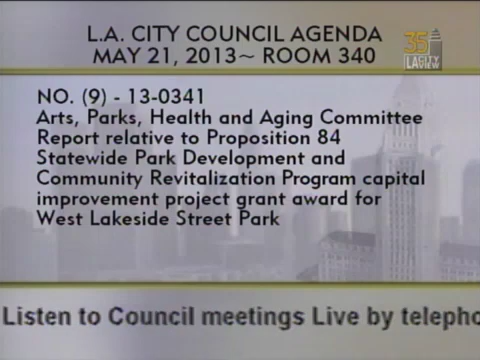 L.A. CITY COUNCIL AGENDA
MAY 21, 2013~ ROOM 340
35
LA CITY
VIEW
NO. (9) - 13-0341
Arts, Parks, Health and Aging Committee
Report relative to Proposition 84
Statewide Park Development and
Community Revitalization Program capital
improvement project grant award for
West Lakeside Street Park
Listen to Council meetings Live by telepho